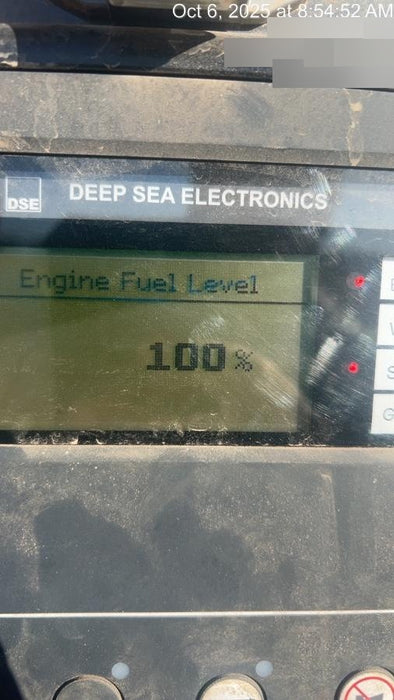 Oct 6, 2025 at 8:54:52 AM
DSE
DEEP SEA ELECTRONICS
Engine Fuel Level
100%